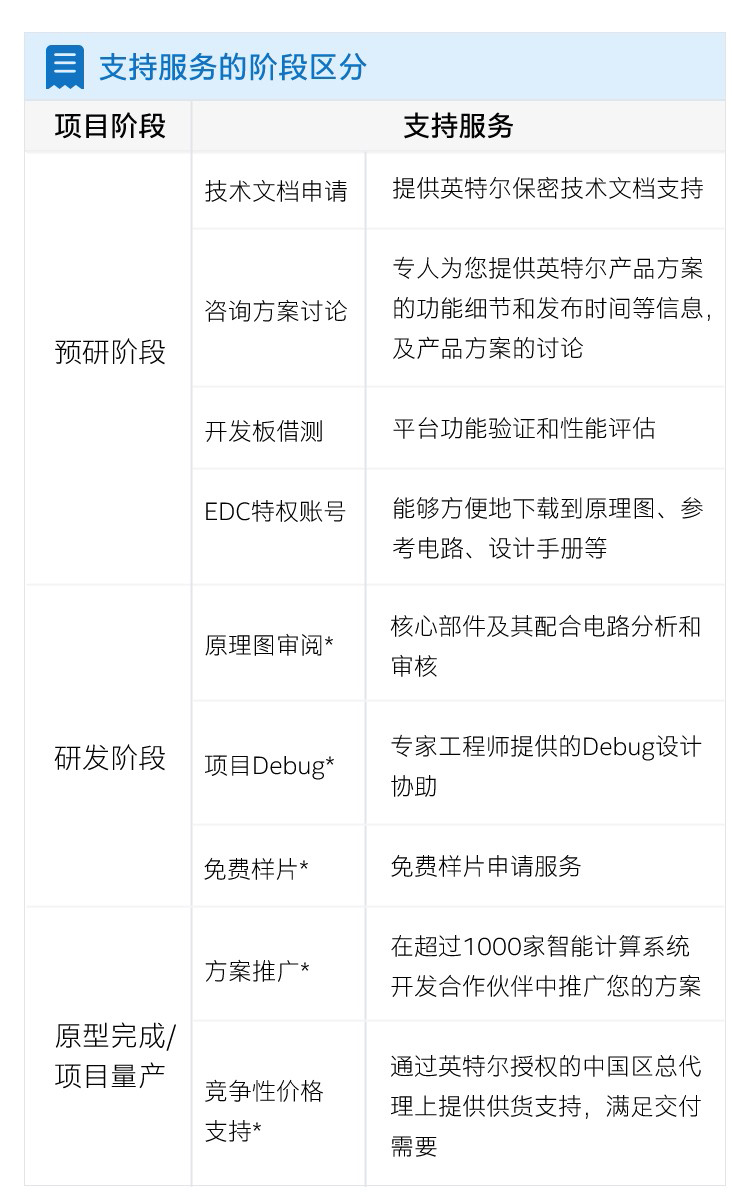 支持服务的阶段区分
项目阶段
支持服务
预研阶段
技术文档申请
提供英特尔保密技术文档支持
咨询方案讨论
专人为您提供英特尔产品方案
的功能细节和发布时间等信息，
及产品方案的讨论
开发板借测
平台功能验证和性能评估
EDC特权账号
能够方便地下载到原理图、参
考电路、设计手册等
研发阶段
原理图审阅*
核心部件及其配合电路分析和
审核
项目Debug*
专家工程师提供的Debug设计
协助
免费样片*
免费样片申请服务
原型完成/
项目量产
方案推广*
在超过1000家智能计算系统
开发合作伙伴中推广您的方案
竞争性价格
支持*
通过英特尔授权的中国区总代
理上提供供货支持，满足交付
需要